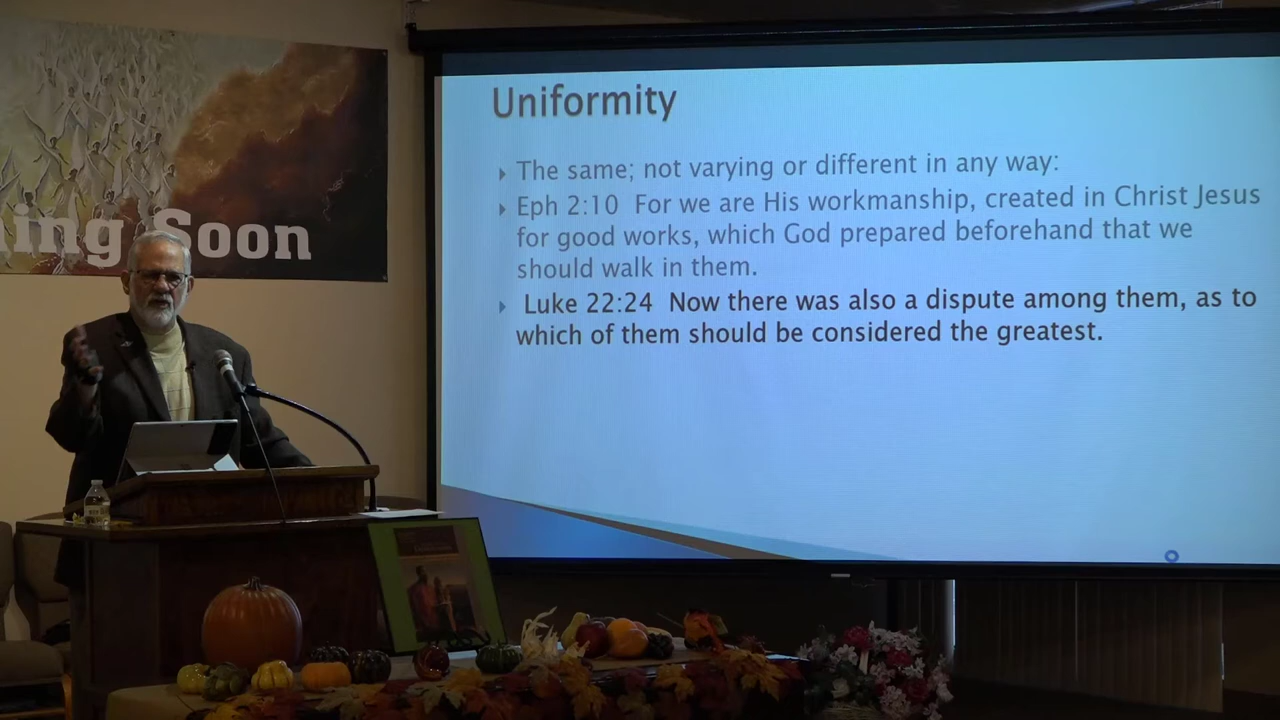 ing Soon
Uniformity
The same; not varying or different in any way:
Eph 2:10 For we are His workmanship, created in Christ Jesus
for good works, which God prepared beforehand that we
should walk in them.
Luke 22:24 Now there was also a dispute among them, as to
which of them should be considered the greatest.